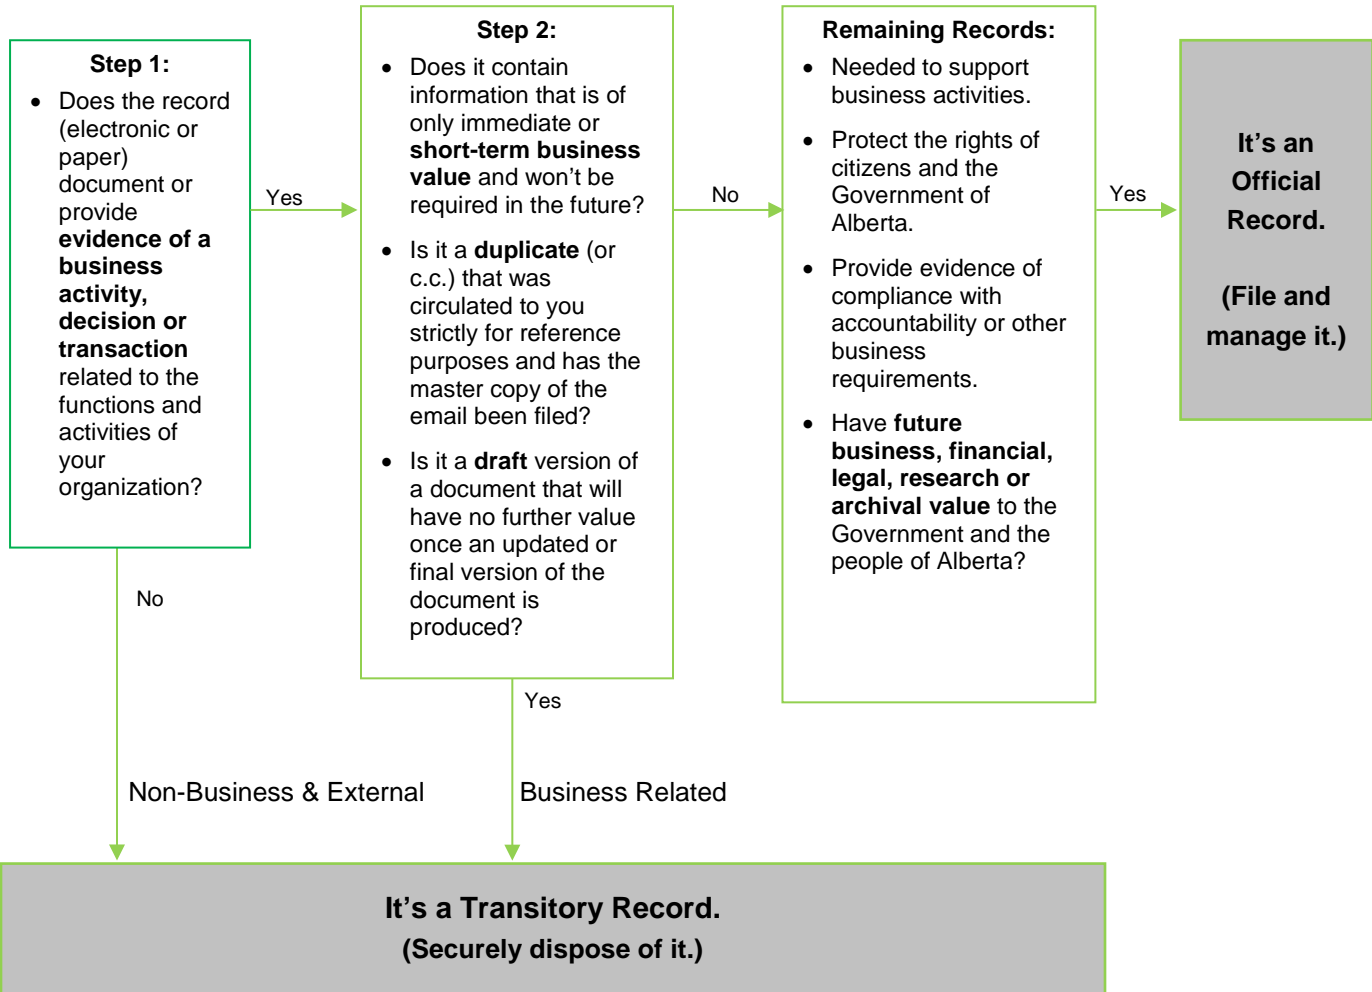 Step 1:
• Does the record
(electronic or
paper)
document or
provide
evidence of a
business
activity,
decision or
transaction
related to the
functions and
activities of
your
organization?
Yes
No
Step 2:
• Does it contain
information that is of
only immediate or
short-term business
value and won't be
required in the future?
• Is it a duplicate (or
c.c.) that was
circulated to you
strictly for reference
purposes and has the
master copy of the
email been filed?
• Is it a draft version of
a document that will
have no further value
once an updated or
final version of the
document is
produced?
No
Yes
Remaining Records:
• Needed to support
business activities.
• Protect the rights of
citizens and the
Government of
Alberta.
• Provide evidence of
compliance with
accountability or other
business
requirements.
• Have future
business, financial,
legal, research or
archival value to the
Government and the
people of Alberta?
Yes
It's an
Official
Record.
(File and
manage it.)
Non-Business & External
Business Related
It's a Transitory Record.
(Securely dispose of it.)